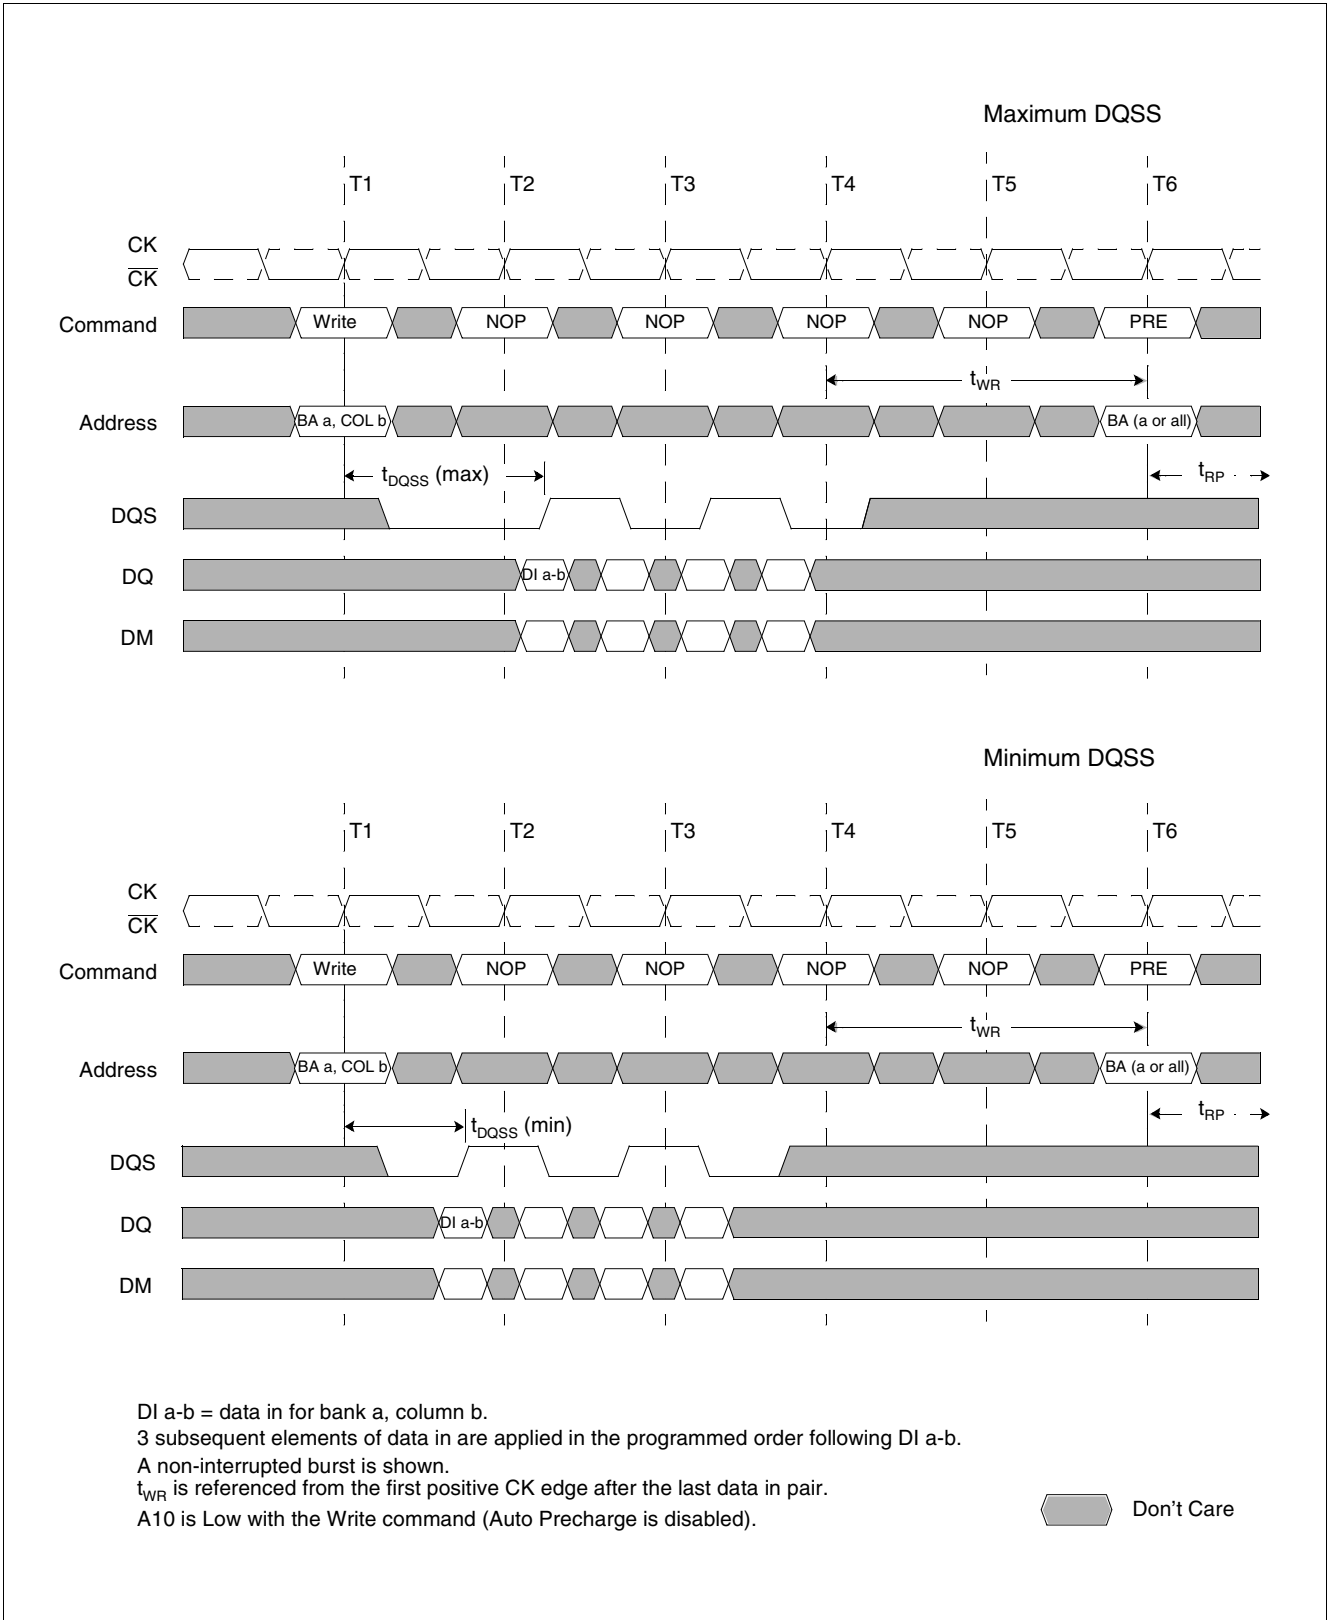 Maximum DQSS
T1 T2 T3 T4 T5 T6
CK
CK
Command Write NOP NOP NOP NOP PRE
tWR
Address BA a, COL b BA (a or all)
tDQSS (max) tRP
DQS
DQ DI a-b
DM
Minimum DQSS
T1 T2 T3 T4 T5 T6
CK
CK
Command Write NOP NOP NOP NOP PRE
tWR
Address BA a, COL b BA (a or all)
tDQSS (min) tRP
DQS
DQ DI a-b
DM
DI a-b = data in for bank a, column b.
3 subsequent elements of data in are applied in the programmed order following DI a-b.
A non-interrupted burst is shown.
tWR is referenced from the first positive CK edge after the last data in pair.
A10 is Low with the Write command (Auto Precharge is disabled).
Don't Care